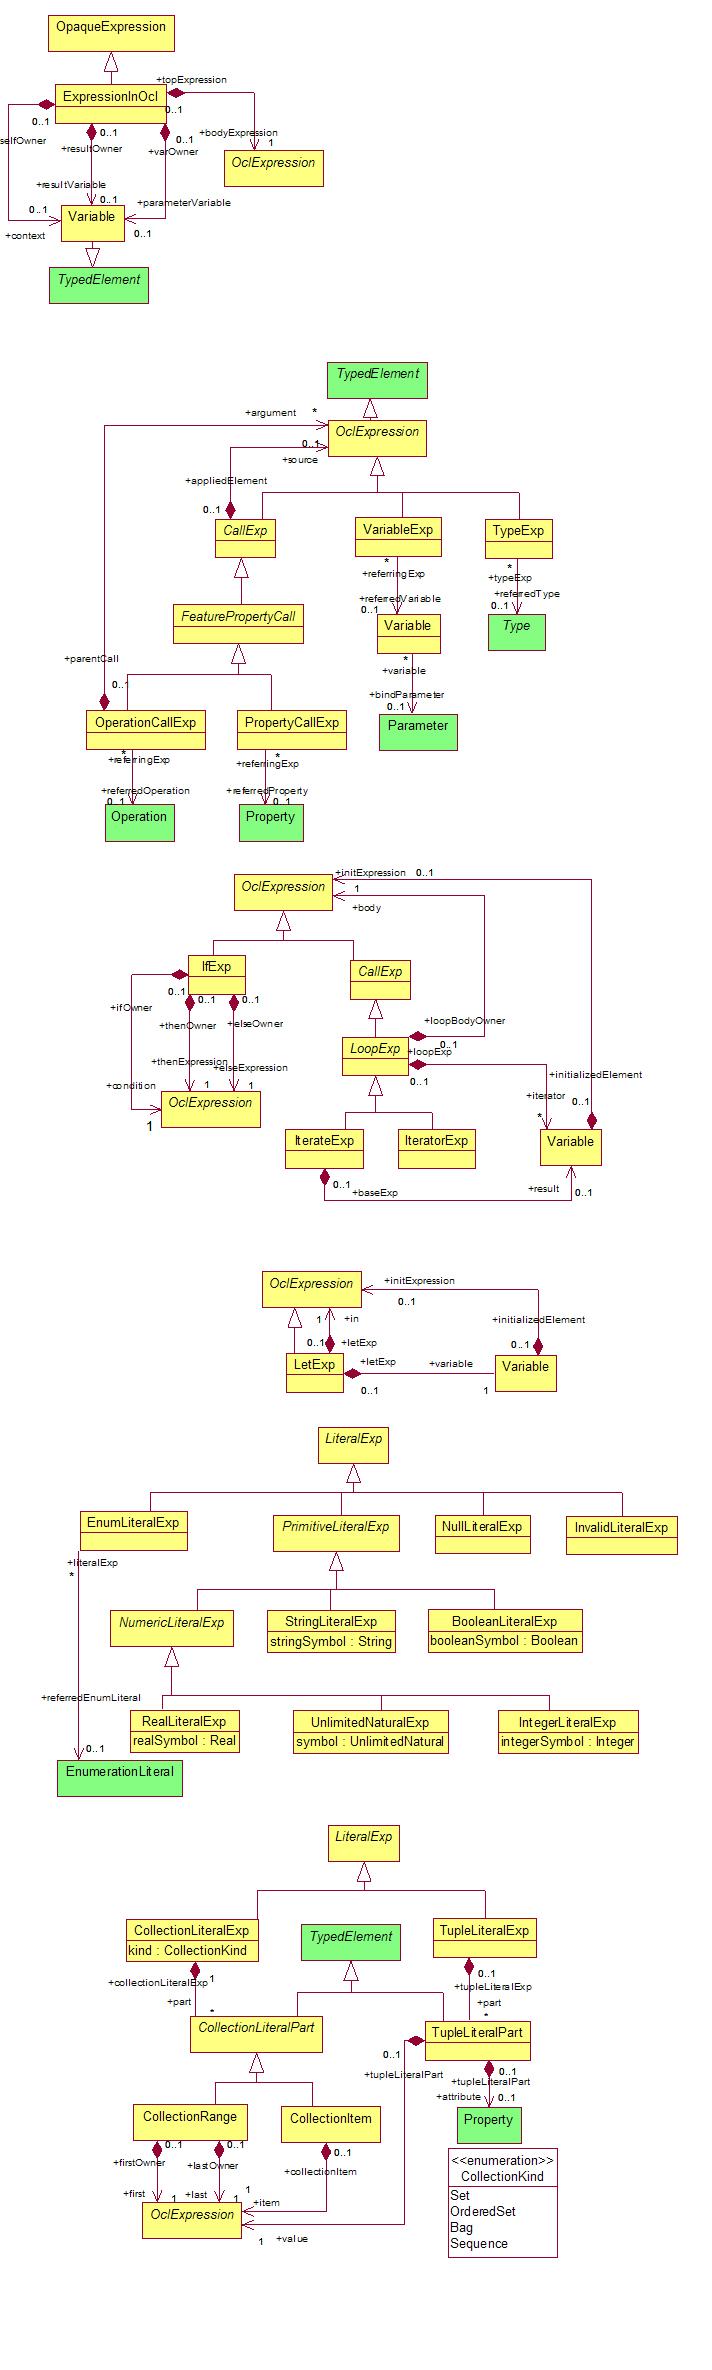 OpaqueExpression
+topExpression
ExpressionInOcl
0..1
0..1
0..1
0..1
selfOwner
+resultOwner
+varOwner
+bodyExpression
1
OclExpression
+resultVariable
0..1
+parameterVariable
0..1
Variable
+context
0..1
TypedElement
TypedElement
+argument
*
OclExpression
0..1
+source
+appliedElement
0..1
CallExp
VariableExp
TypeExp
*
+referringExp
*
+typeExp
+referredVariable
0..1
+referredType
0..1
FeaturePropertyCall
Variable
Type
+parentCall
0..1
*
+variable
+bindParameter
0..1
OperationCallExp
PropertyCallExp
Parameter
*
+referringExp
*
+referringExp
+referredOperation
0..1
+referredProperty
0..1
Operation
Property
+initExpression
0..1
OclExpression
1
+body
IfExp
CallExp
0..1
0..1
0..1
+ifOwner
+thenOwner
+elseOwner
+loopBodyOwner
0..1
LoopExp
+loopExp
0..1
+thenExpression
+elseExpression
+condition
1
1
1
+initializedElement
+iterator
0..1
*
OclExpression
IterateExp
IteratorExp
Variable
0..1
+baseExp
+result
0..1
OclExpression
+initExpression
0..1
1
+in
+initializedElement
0..1
0..1
+letExp
LetExp
+letExp
+variable
0..1
1
Variable
LiteralExp
EnumLiteralExp
PrimitiveLiteralExp
NullLiteralExp
InvalidLiteralExp
+literalExp
*
NumericLiteralExp
StringLiteralExp
stringSymbol : String
BooleanLiteralExp
booleanSymbol : Boolean
+referredEnumLiteral
0..1
RealLiteralExp
realSymbol : Real
UnlimitedNaturalExp
symbol : UnlimitedNatural
IntegerLiteralExp
integerSymbol : Integer
EnumerationLiteral
LiteralExp
CollectionLiteralExp
kind : CollectionKind
TypedElement
TupleLiteralExp
+collectionLiteralExp
1
0..1
+tupleLiteralExp
+part
*
+part
*
CollectionLiteralPart
TupleLiteralPart
0..1
+tupleLiteralPart
0..1
+tupleLiteralPart
+attribute
0..1
CollectionRange
CollectionItem
Property
0..1
0..1
0..1
+firstOwner
+lastOwner
+collectionItem
+first
1
+last
1
1
+item
OclExpression
1
+value
<<enumeration>>
CollectionKind
Set
OrderedSet
Bag
Sequence